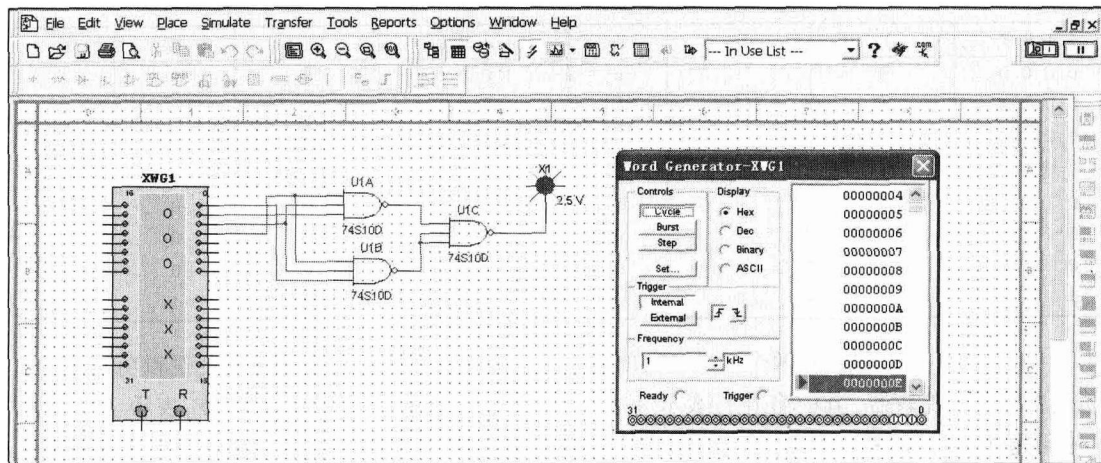 File Edit View Place Simulate Transfer Tools Reports Options Window Help
--- In Use List ---
XWG1
16 0
O
O
O
X
X
X
31 15
T R
U1A
74S10D
U1B
74S10D
U1C
74S10D
X1
2.5 V
Word Generator-XWG1
Controls
Cycle
Burst
Step
Set...
Display
Hex
Dec
Binary
ASCII
Trigger
Internal
External
Frequency
1 kHz
Ready
Trigger
00000004
00000005
00000006
00000007
00000008
00000009
0000000A
0000000B
0000000C
0000000D
0000000E
31 0